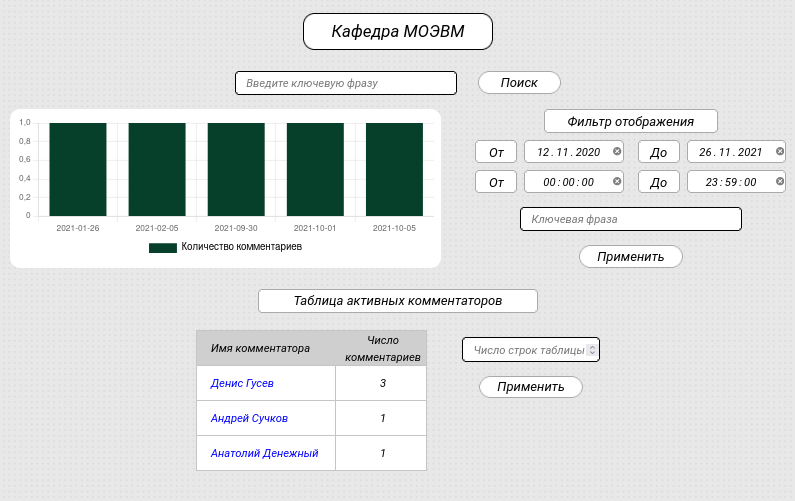 Кафедра МОЭВМ
Введите ключевую фразу
Поиск
1,0
0,8
0,6
0,4
0,2
0
2021-01-26 2021-02-05 2021-09-30 2021-10-01 2021-10-05
Количество комментариев
Фильтр отображения
От 12.11.2020 До 26.11.2021
От 00:00:00 До 23:59:00
Ключевая фраза
Применить
Таблица активных комментаторов
Имя комментатора Число комментариев
Денис Гусев 3
Андрей Сучков 1
Анатолий Денежный 1
Число строк таблицы
Применить